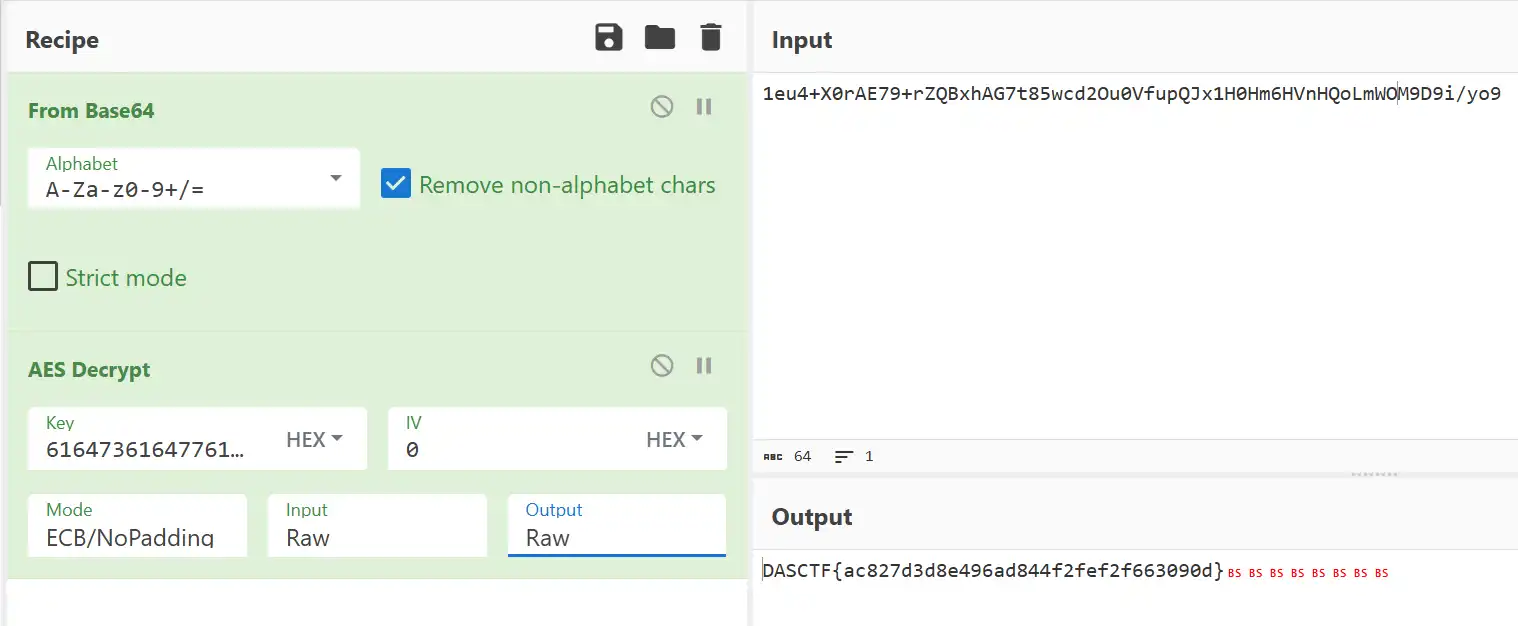 Recipe
From Base64
Alphabet
A-Za-z0-9+/=
Remove non-alphabet chars
Strict mode
AES Decrypt
Key
61647361647761...
HEX
IV
0
HEX
Mode
ECB/NoPadding
Input
Raw
Output
Raw
Input
1eu4+X0rAE79+rZQBxhAG7t85wcd2Ou0VfupQJx1H0Hm6HVnHQoLmWOM9D9i/yo9
ABC 64 1
Output
DASCTF{ac827d3d8e496ad844f2fef2f663090d}BS BS BS BS BS BS BS BS